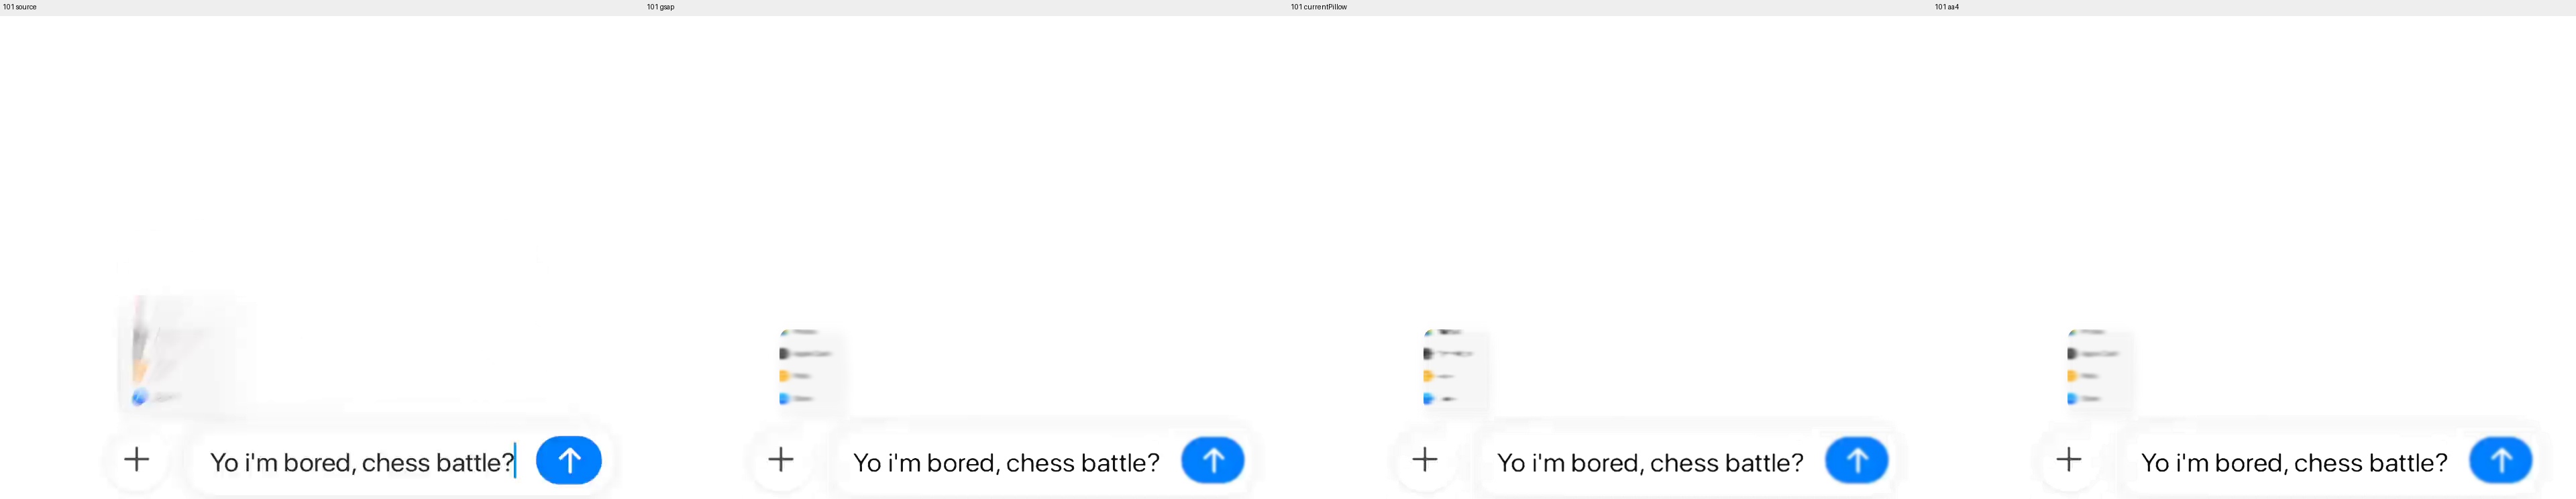 101 source
101 gsap
101 currentPillow
101 aa4
Yo i'm bored, chess battle?
Yo i'm bored, chess battle?
Yo i'm bored, chess battle?
Yo i'm bored, chess battle?